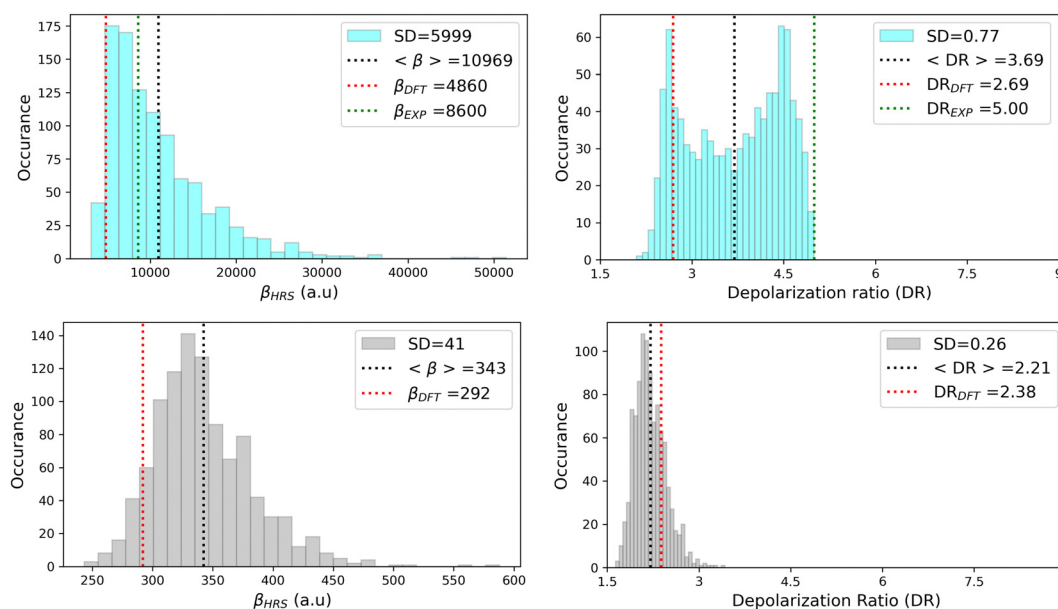 175
150
125
100
75
50
25
0
Occurance
SD=5999
< β > =10969
β_DFT =4860
β_EXP =8600
10000 20000 30000 40000 50000
β_HRS (a.u)
60
50
40
30
20
10
0
Occurance
SD=0.77
< DR > =3.69
DR_DFT =2.69
DR_EXP =5.00
1.5 3 4.5 6 7.5 9
Depolarization ratio (DR)
140
120
100
80
60
40
20
0
Occurance
SD=41
< β > =343
β_DFT =292
250 300 350 400 450 500 550 600
β_HRS (a.u)
100
80
60
40
20
0
Occurance
SD=0.26
< DR > =2.21
DR_DFT =2.38
1.5 3 4.5 6 7.5
Depolarization Ratio (DR)